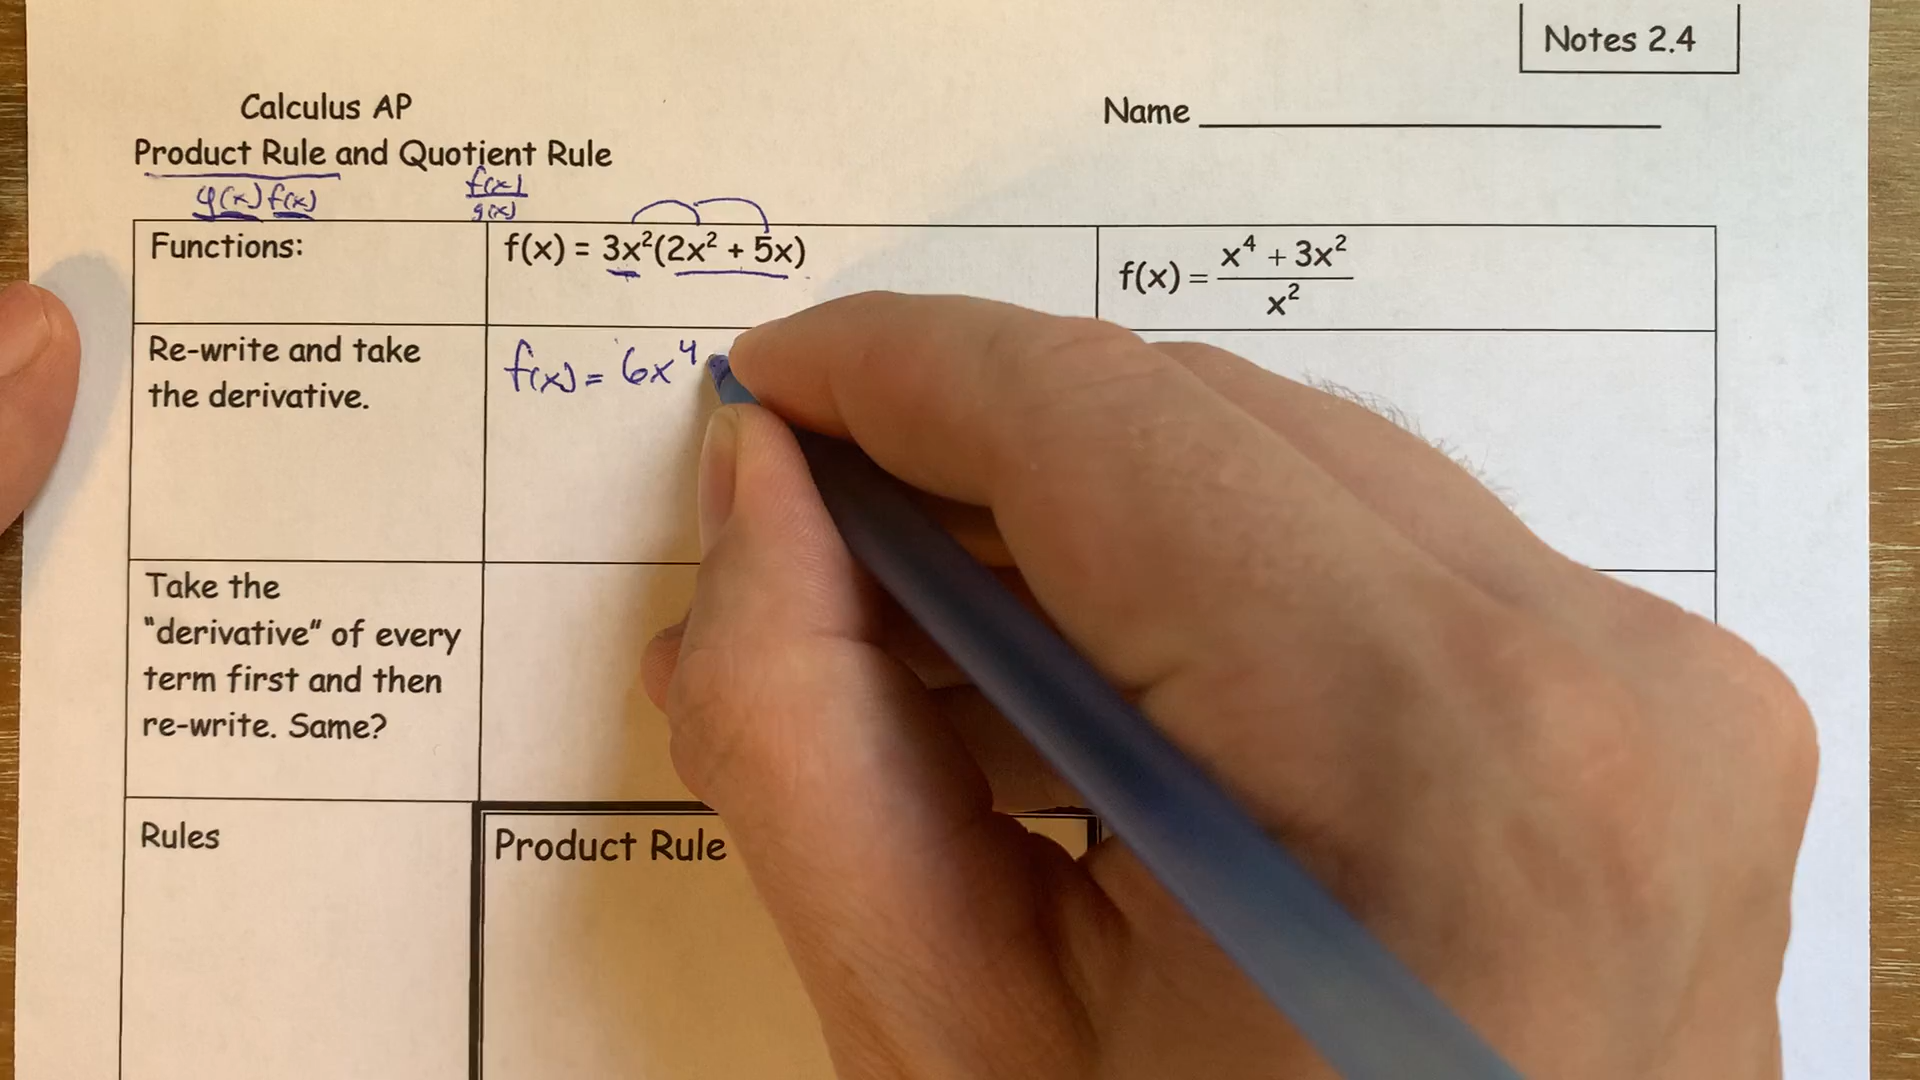 Notes 2.4
Calculus AP
Name
Product Rule and Quotient Rule
g(x) f(x)
f(x)
g(x)
Functions:
f(x) = 3x²(2x² + 5x)
f(x) = x⁴ + 3x² / x²
Re-write and take
the derivative.
f(x) = 6x⁴
Take the
"derivative" of every
term first and then
re-write. Same?
Rules
Product Rule